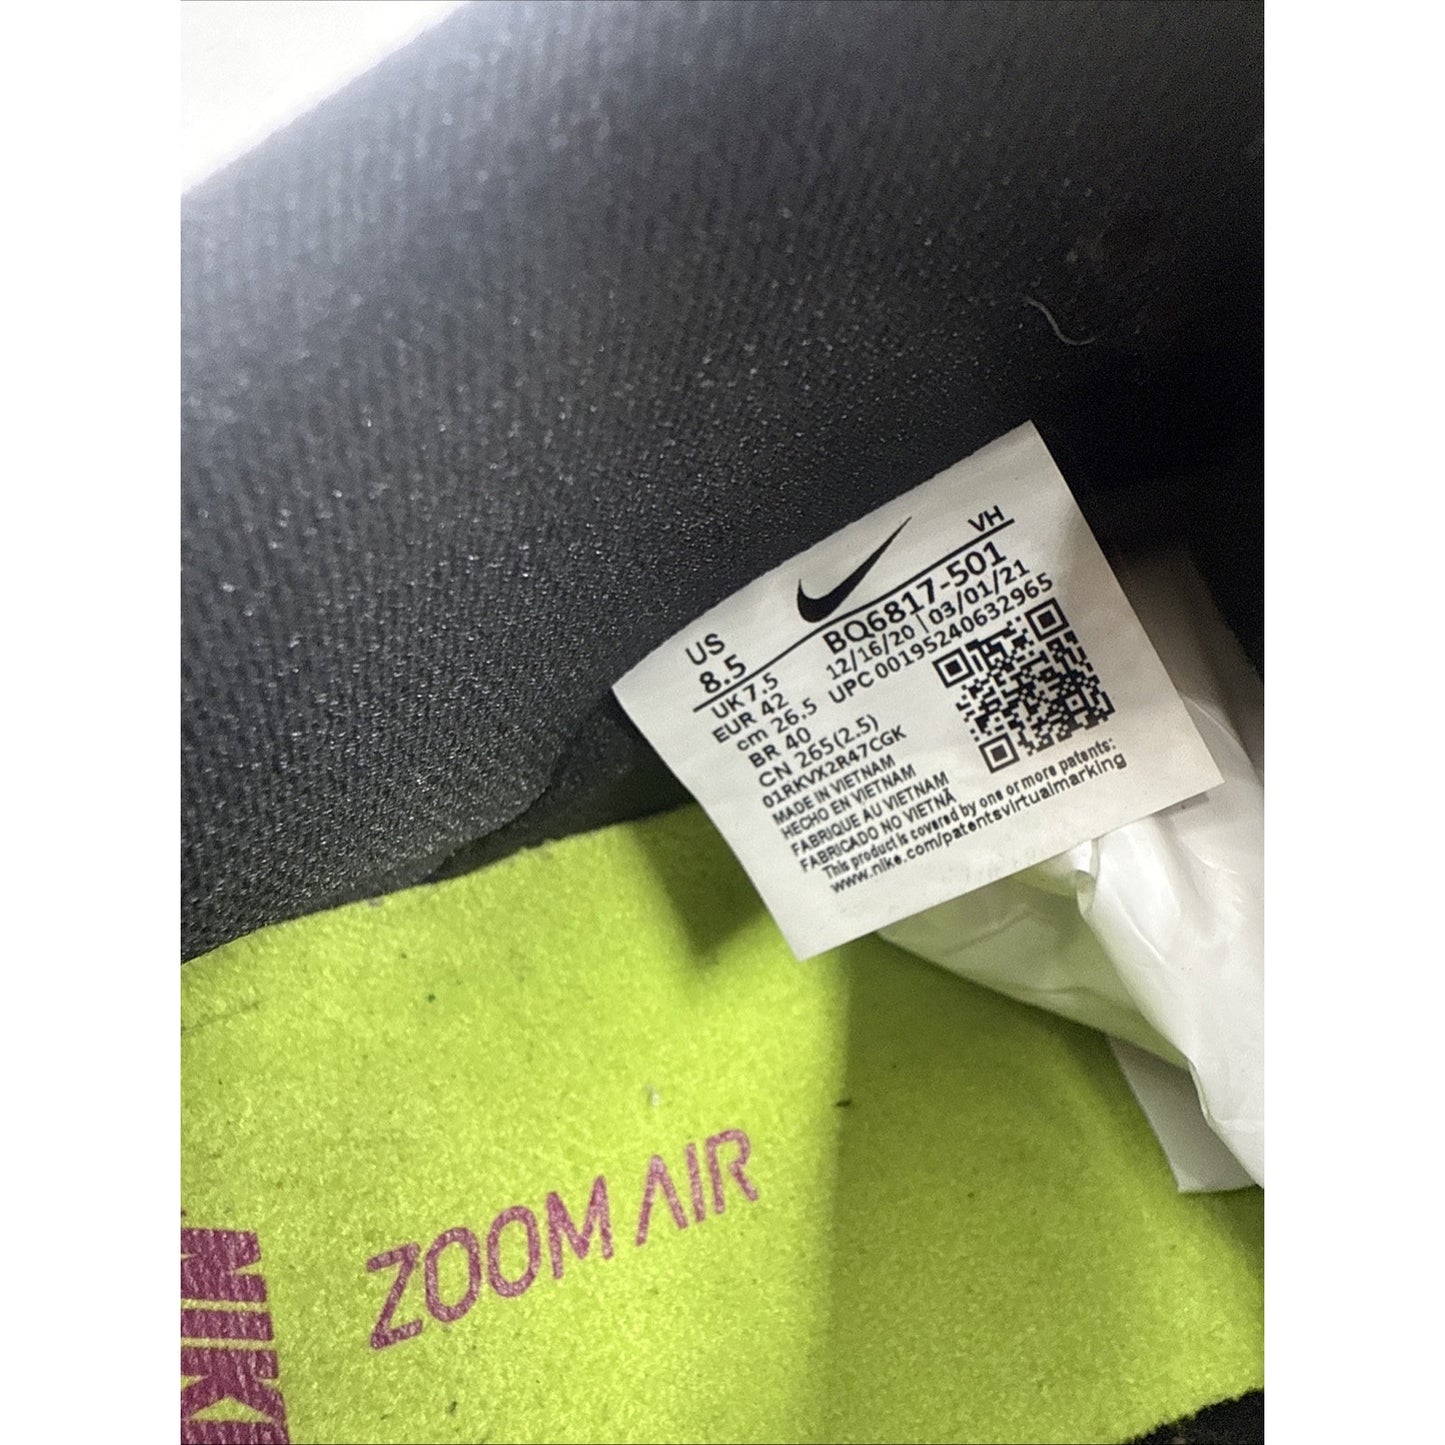 VH
US
8.5
BQ6817-501
UK 7.5
12/16/20 | 03/01/21
EUR 42
UPC 00195240632965
cm 26.5
BR 40
CN 265(2.5)
01RKVX2R47CGK
MADE IN VIETNAM
HECHO EN VIETNAM
FABRIQUE AU VIETNAM
FABRICADO NO VIETNÃ
This product is covered by one or more patents:
www.nike.com/patentsvirtualmarking
ZOOM AIR
NIKE